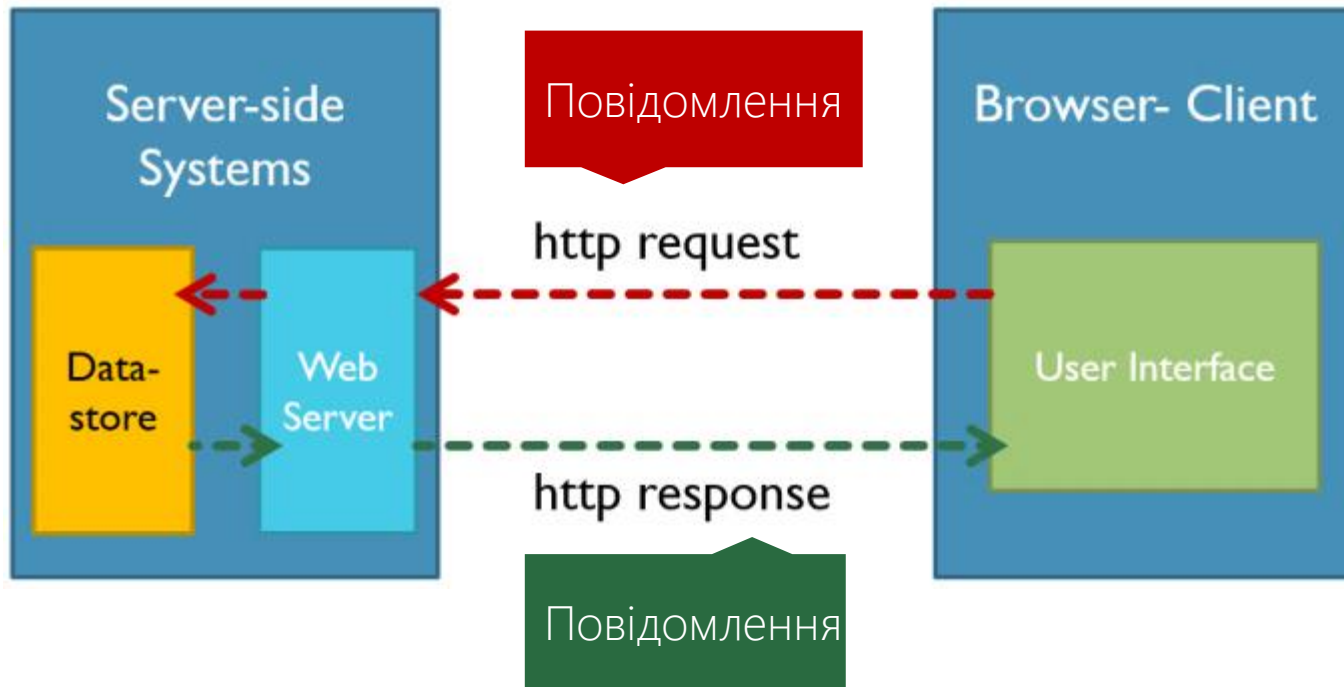 Server-side
Systems
Повідомлення
Browser- Client
http request
Data-
store
Web
Server
User Interface
http response
Повідомлення